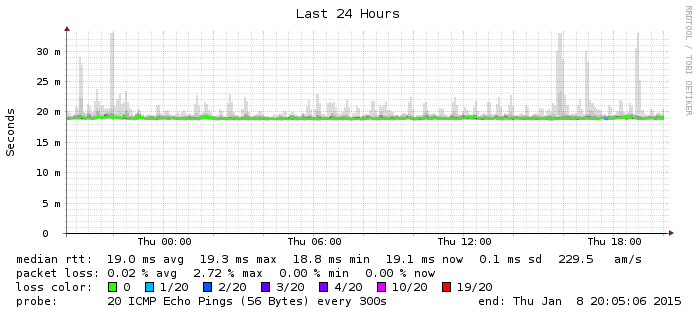 Last 24 Hours
RRDTOOL / TOBI OETIKER
Seconds
30 m
25 m
20 m
15 m
10 m
5 m
0
Thu 00:00 Thu 06:00 Thu 12:00 Thu 18:00
median rtt: 19.0 ms avg 19.3 ms max 18.8 ms min 19.1 ms now 0.1 ms sd 229.5 am/s
packet loss: 0.02 % avg 2.72 % max 0.00 % min 0.00 % now
loss color: 0 1/20 2/20 3/20 4/20 10/20 19/20
probe: 20 ICMP Echo Pings (56 Bytes) every 300s end: Thu Jan 8 20:05:06 2015